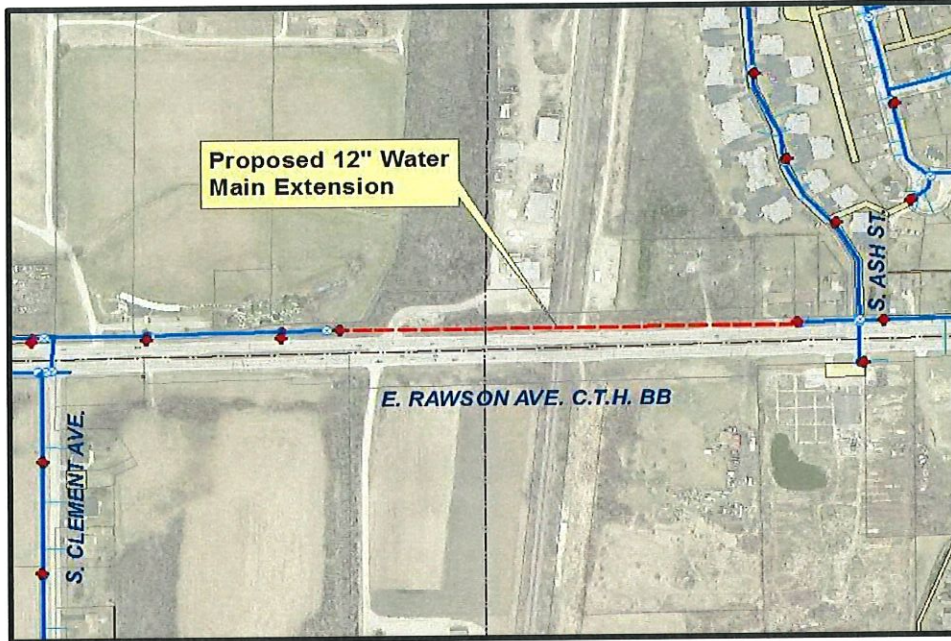 Proposed 12" Water
Main Extension
S. ASH ST.
E. RAWSON AVE. C.T.H. BB
S. CLEMENT AVE.